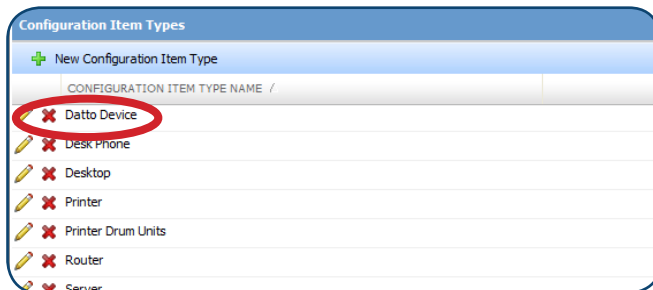 Configuration Item Types
New Configuration Item Type
CONFIGURATION ITEM TYPE NAME /
Datto Device
Desk Phone
Desktop
Printer
Printer Drum Units
Router
Server